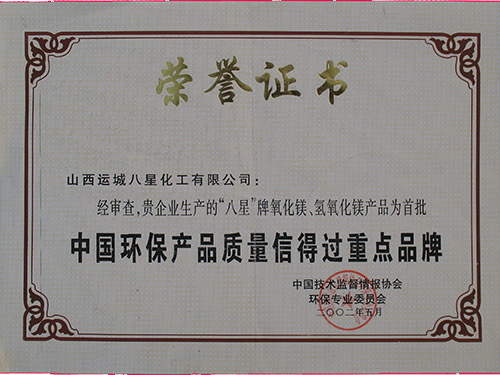 荣誉证书
山西运城八星化工有限公司：
经审查，贵企业生产的“八星”牌氧化镁、氢氧化镁产品为首批
中国环保产品质量信得过重点品牌
中国技术监督情报协会
环保专业委员会
二〇〇二年五月